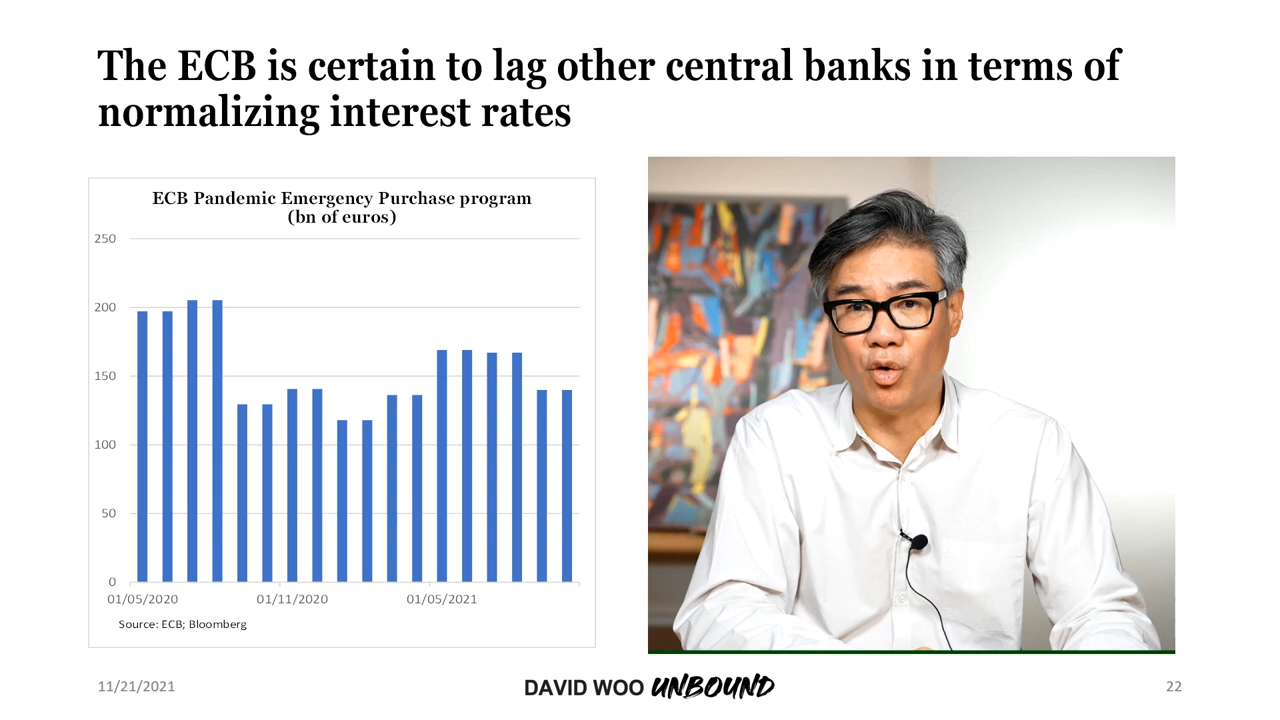 The ECB is certain to lag other central banks in terms of
normalizing interest rates
ECB Pandemic Emergency Purchase program
(bn of euros)
250
200
150
100
50
0
01/05/2020 01/11/2020 01/05/2021
Source: ECB; Bloomberg
11/21/2021
DAVID WOO UNBOUND
22